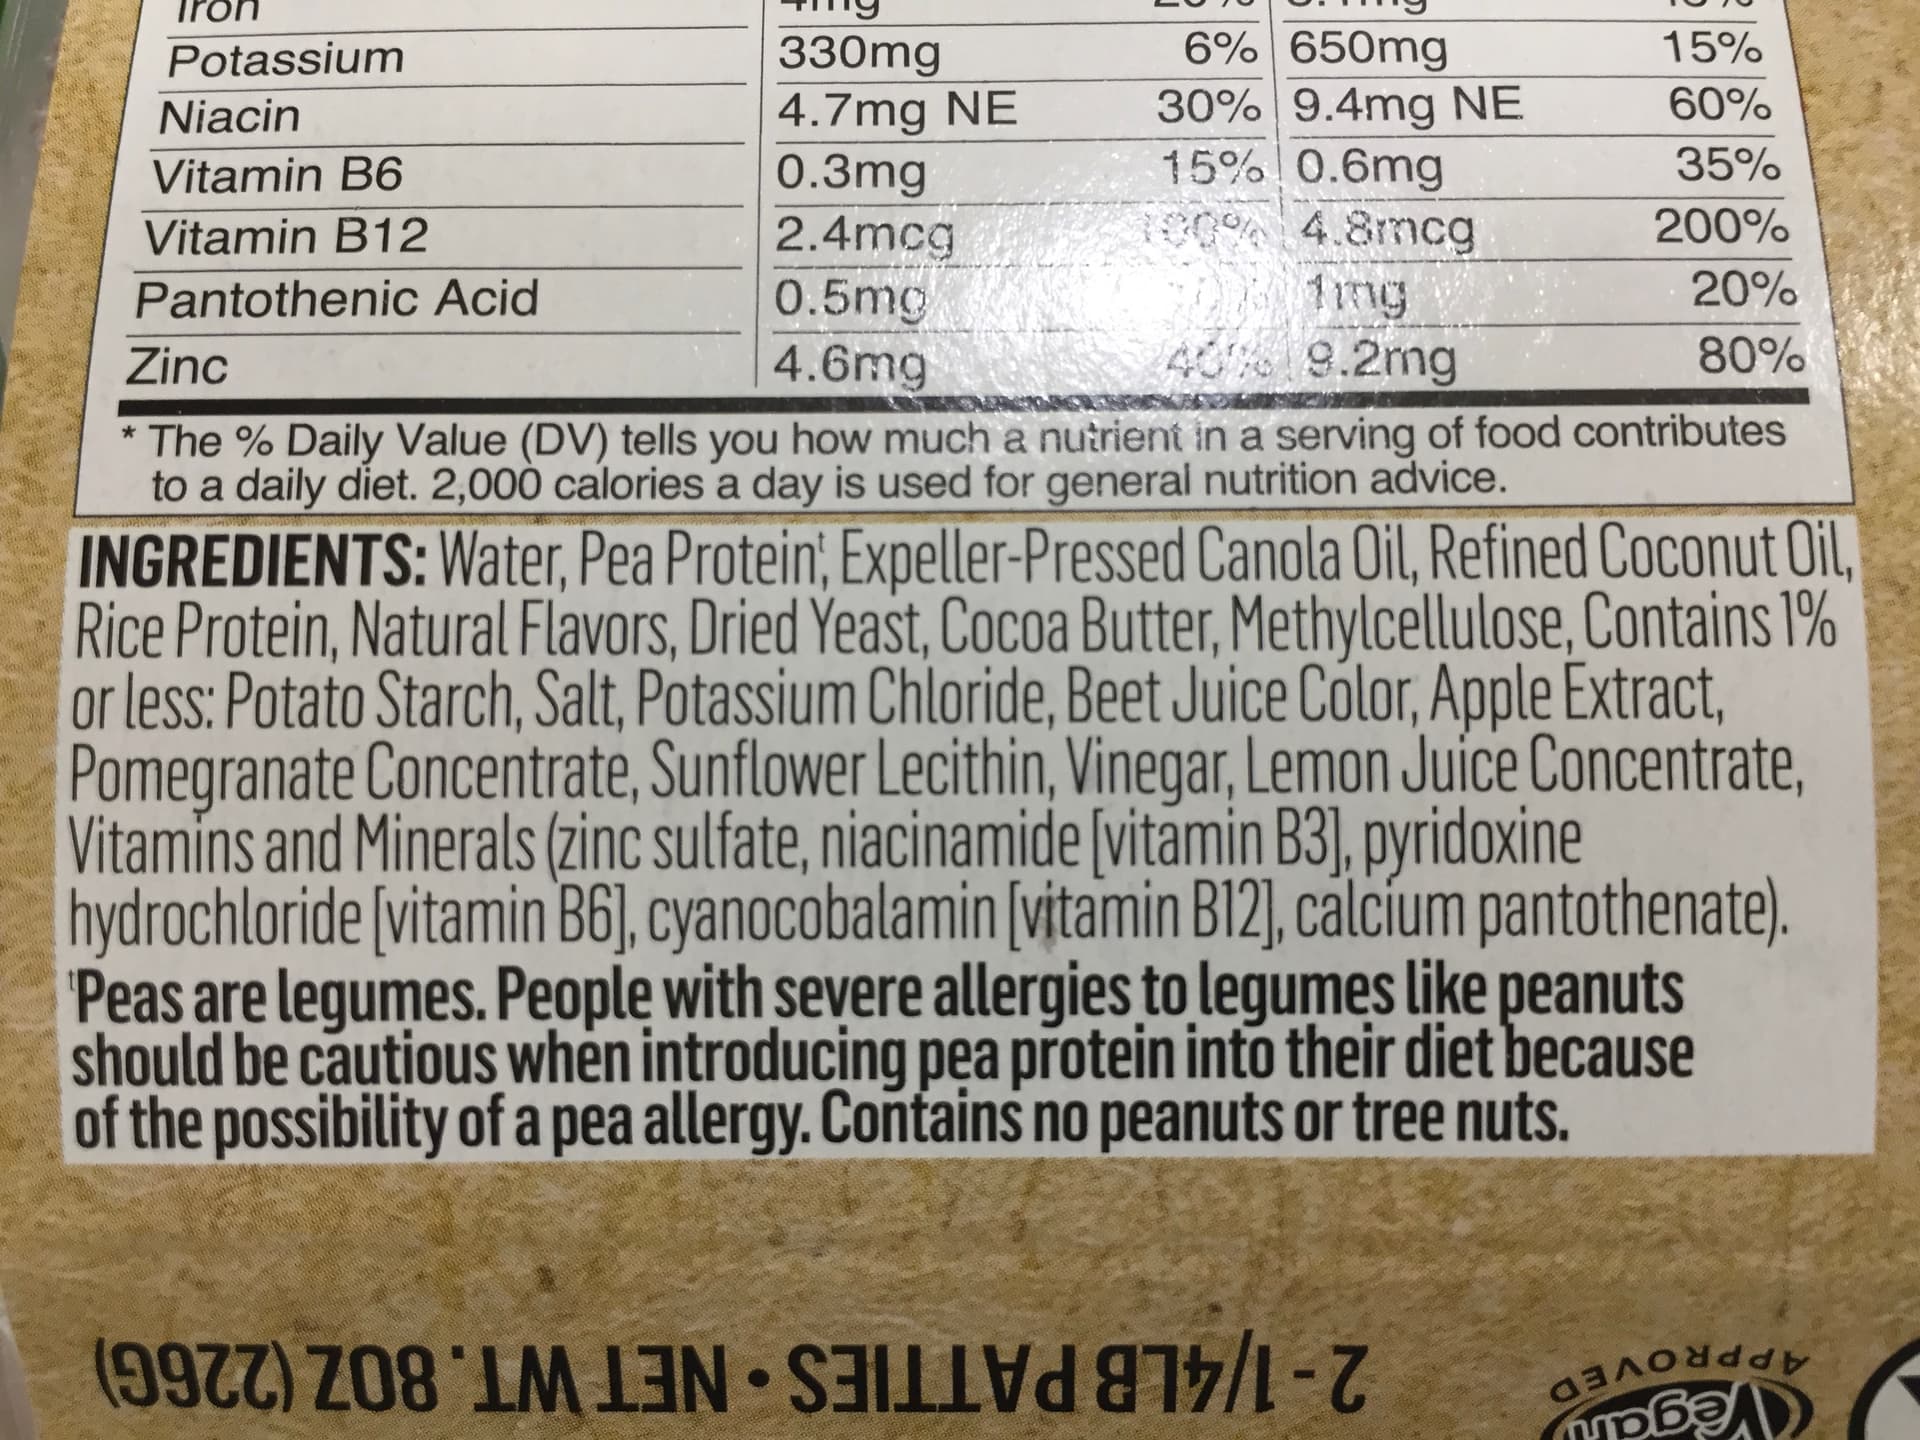 Iron
Potassium 330mg 6% 650mg 15%
Niacin 4.7mg NE 30% 9.4mg NE 60%
Vitamin B6 0.3mg 15% 0.6mg 35%
Vitamin B12 2.4mcg 100% 4.8mcg 200%
Pantothenic Acid 0.5mg 1mg 20%
Zinc 4.6mg 40% 9.2mg 80%
* The % Daily Value (DV) tells you how much a nutrient in a serving of food contributes
to a daily diet. 2,000 calories a day is used for general nutrition advice.
INGREDIENTS: Water, Pea Protein†, Expeller-Pressed Canola Oil, Refined Coconut Oil,
Rice Protein, Natural Flavors, Dried Yeast, Cocoa Butter, Methylcellulose, Contains 1%
or less: Potato Starch, Salt, Potassium Chloride, Beet Juice Color, Apple Extract,
Pomegranate Concentrate, Sunflower Lecithin, Vinegar, Lemon Juice Concentrate,
Vitamins and Minerals (zinc sulfate, niacinamide [vitamin B3], pyridoxine
hydrochloride [vitamin B6], cyanocobalamin [vitamin B12], calcium pantothenate).
†Peas are legumes. People with severe allergies to legumes like peanuts
should be cautious when introducing pea protein into their diet because
of the possibility of a pea allergy. Contains no peanuts or tree nuts.
2 - 1/4LB PATTIES • NET WT. 8OZ (226G)
Vegan
APPROVED